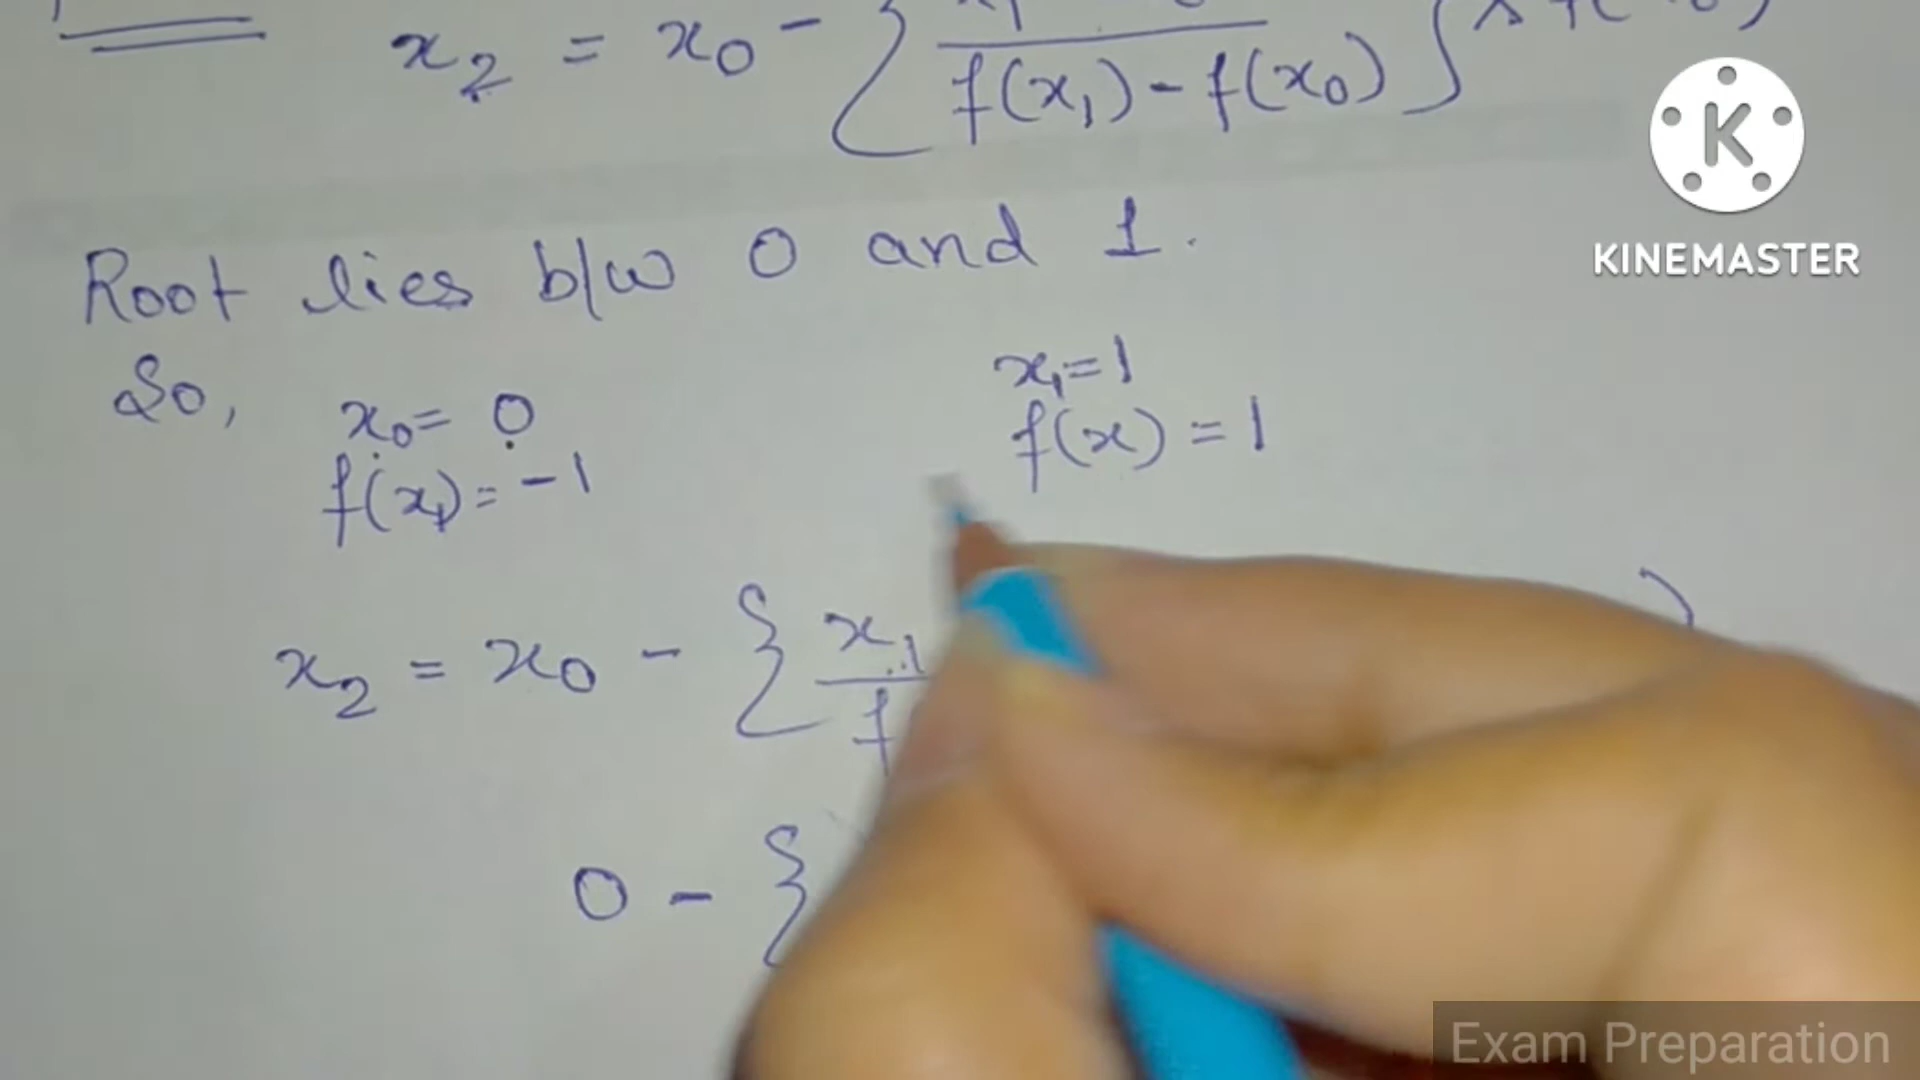 x₂ = x₀ - {
f(x₁) - f(x₀) }
K
KINEMASTER
Root lies b/w 0 and 1.
So,
x₀ = 0
x₁ = 1
f(x) = -1
f(x) = 1
x₂ = x₀ - { x₁
f
0 - {
Exam Preparation